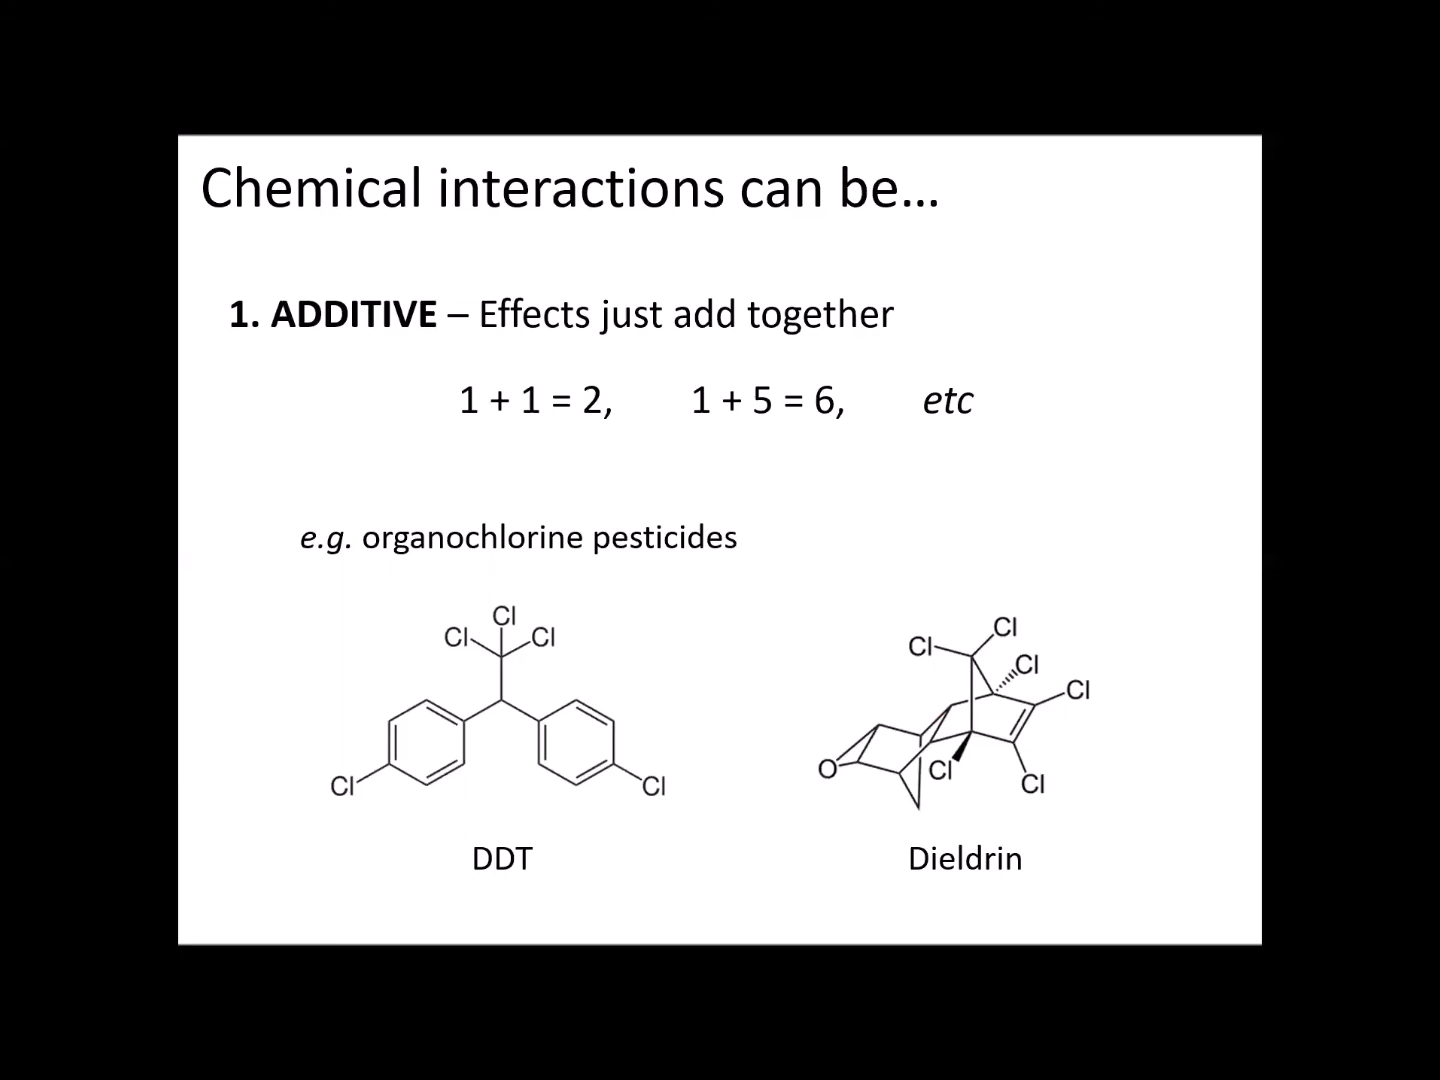 Chemical interactions can be...
1. ADDITIVE – Effects just add together
1 + 1 = 2, 1 + 5 = 6, etc
e.g. organochlorine pesticides
Cl
Cl Cl
Cl Cl
DDT
Cl
Cl
Cl
Cl
O
Cl
Cl
Dieldrin